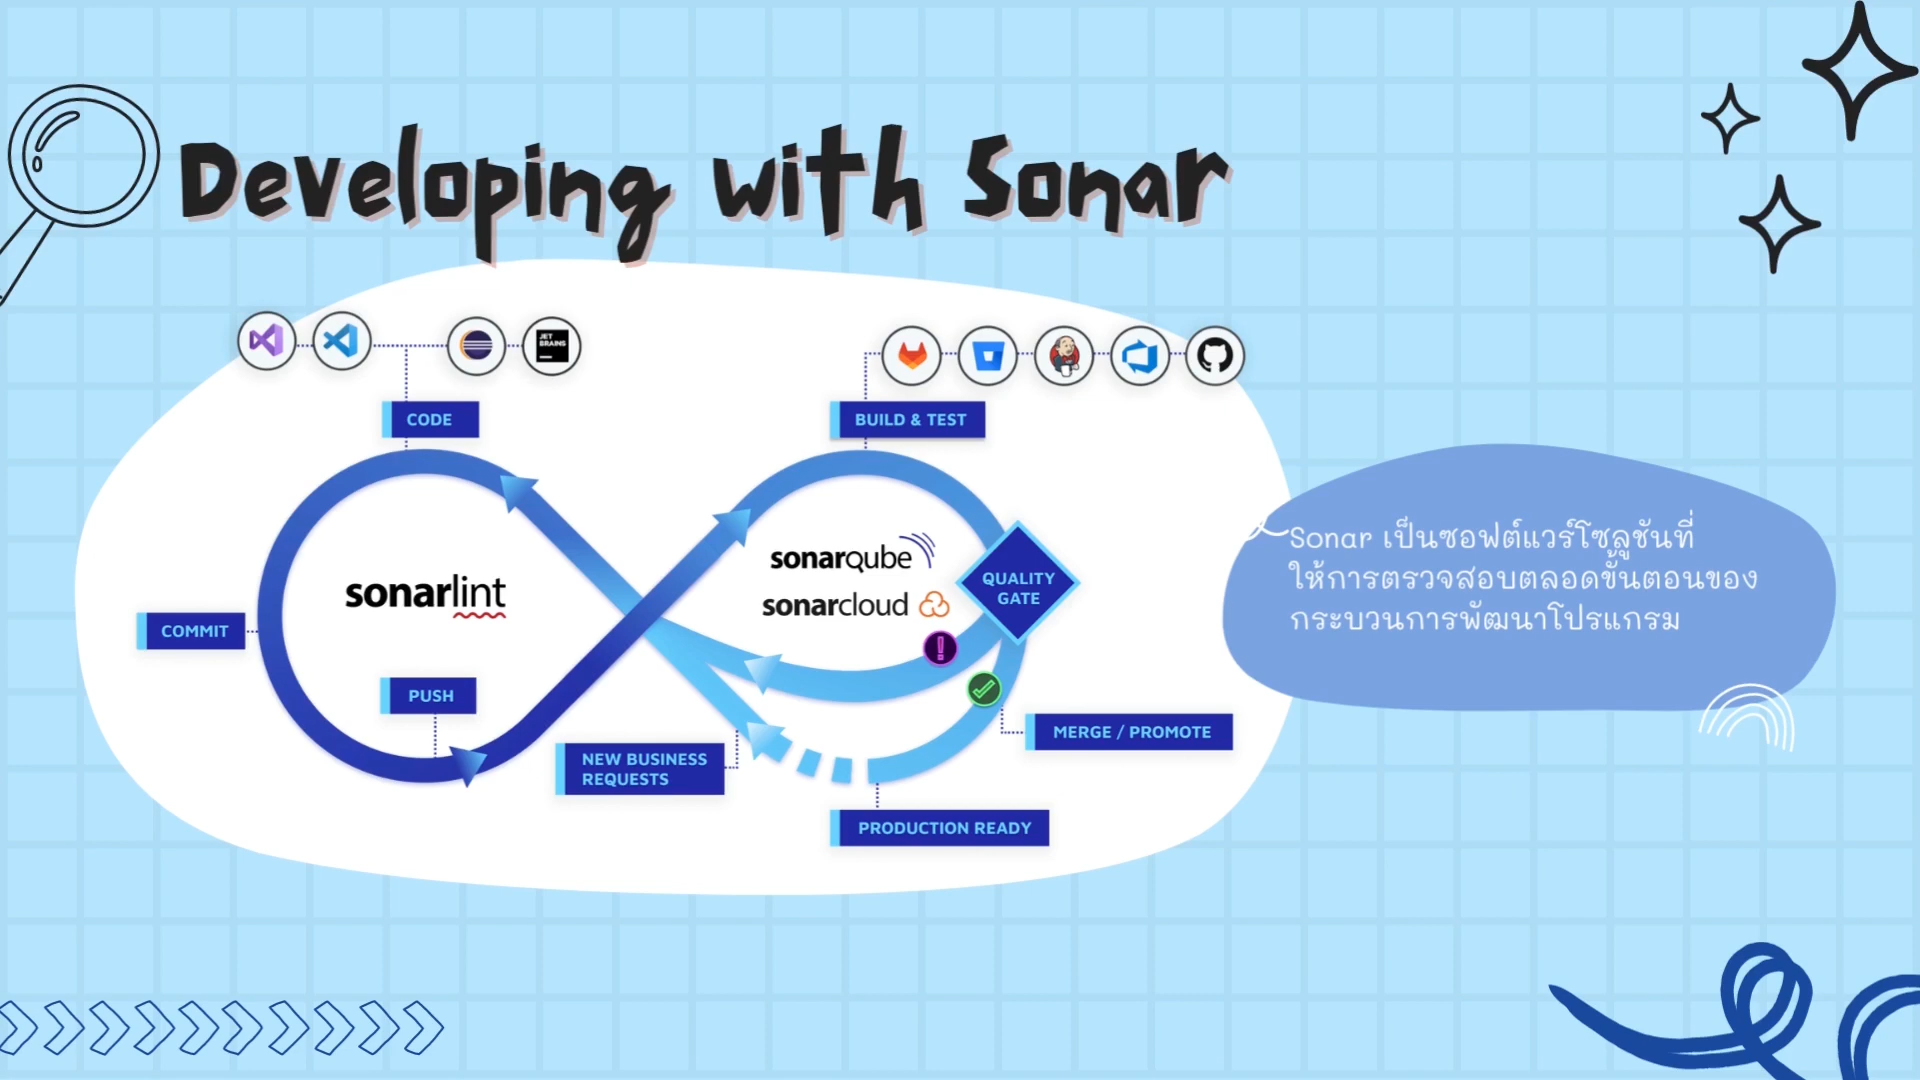 Developing with Sonar
JET
BRAINS
CODE
BUILD & TEST
sonarqube
sonarlint
sonarcloud
QUALITY
GATE
COMMIT
PUSH
NEW BUSINESS
REQUESTS
MERGE / PROMOTE
PRODUCTION READY
Sonar เป็นซอฟต์แวร์โซลูชันที่
ให้การตรวจสอบตลอดขั้นตอนของ
กระบวนการพัฒนาโปรแกรม